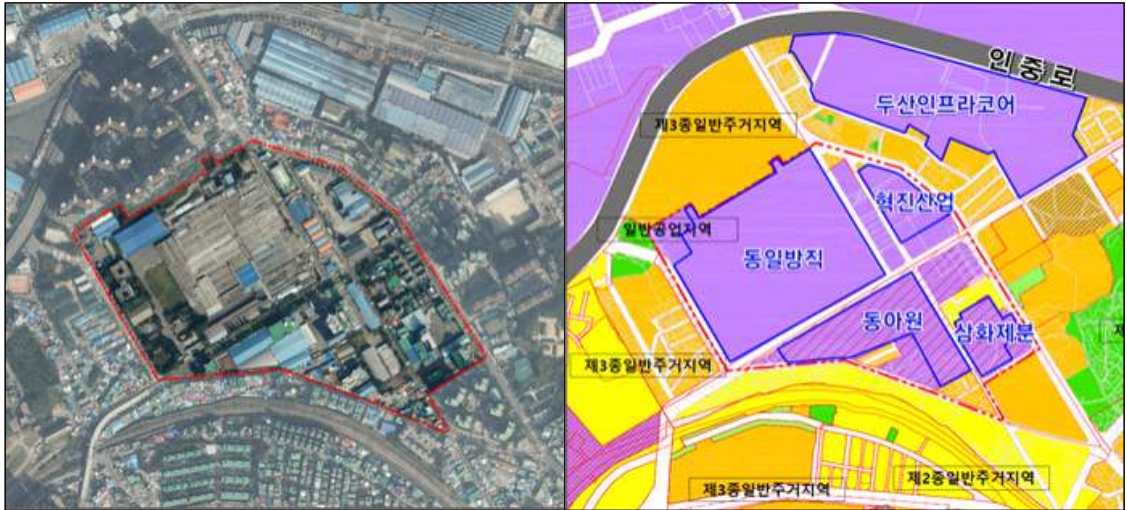 인중로
두산인프라코어
제3종일반주거지역
혁진산업
일반공업지역
동일방직
동아원
삼화제분
제3종일반주거지역
제2종일반주거지역
제3종일반주거지역
제